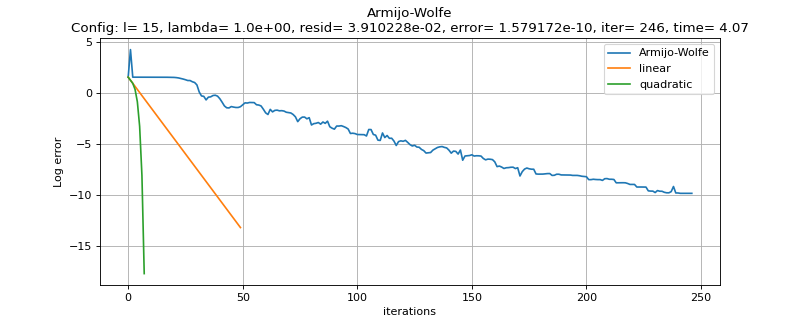 Armijo-Wolfe
Config: l= 15, lambda= 1.0e+00, resid= 3.910228e-02, error= 1.579172e-10, iter= 246, time= 4.07
5
0
−5
−10
−15
Log error
Armijo-Wolfe
linear
quadratic
0 50 100 150 200 250
iterations